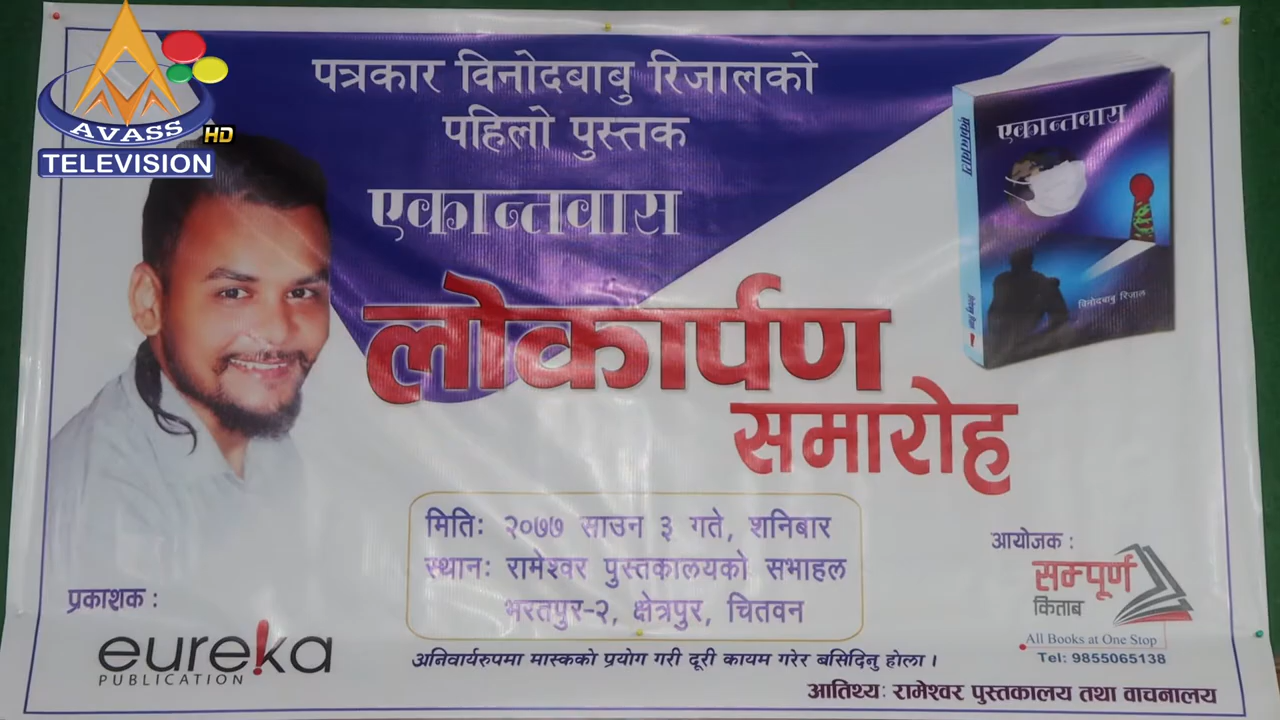 AVASS HD
TELEVISION
पत्रकार विनोदबाबु रिजालको
पहिलो पुस्तक
एकान्तवास
लोकार्पण
समारोह
एकान्तवास
एकान्तवास
विनोदबाबु रिजाल
मितिः २०७७ साउन ३ गते, शनिबार
स्थानः रामेश्वर पुस्तकालयको सभाहल
भरतपुर-२, क्षेत्रपुर, चितवन
प्रकाशक :
eureka
PUBLICATION
आयोजक :
सम्पूर्ण
किताब
All Books at One Stop
Tel: 9855065138
अनिवार्यरुपमा मास्कको प्रयोग गरी दूरी कायम गरेर बसिदिनु होला ।
आतिथ्यः रामेश्वर पुस्तकालय तथा वाचनालय